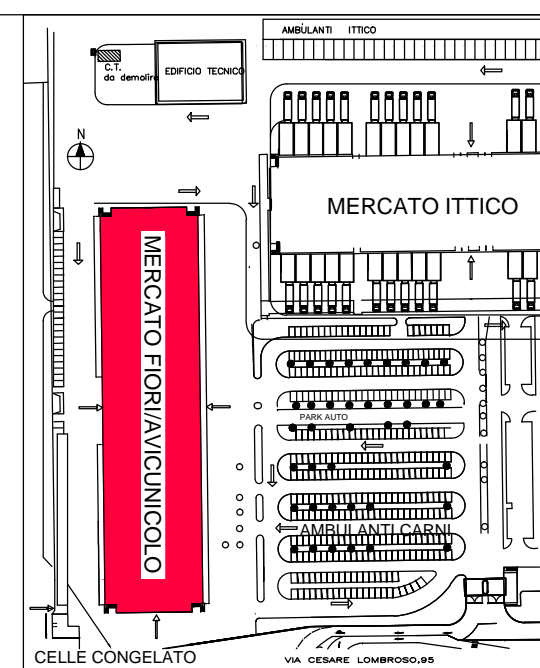 AMBULANTI ITTICO
C.T.
da demolire
EDIFICIO TECNICO
N
MERCATO ITTICO
MERCATO FIORI/AVICUNICOLO
PARK AUTO
AMBULANTI CARNI
CELLE CONGELATO
VIA CESARE LOMBROSO,95